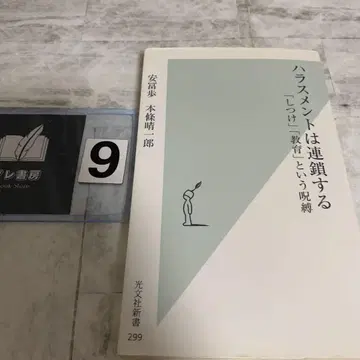 ハラスメントは連鎖する
「しつけ」「教育」という呪縛
安冨歩 本條晴一郎
光文社新書
299
9
プレ書房